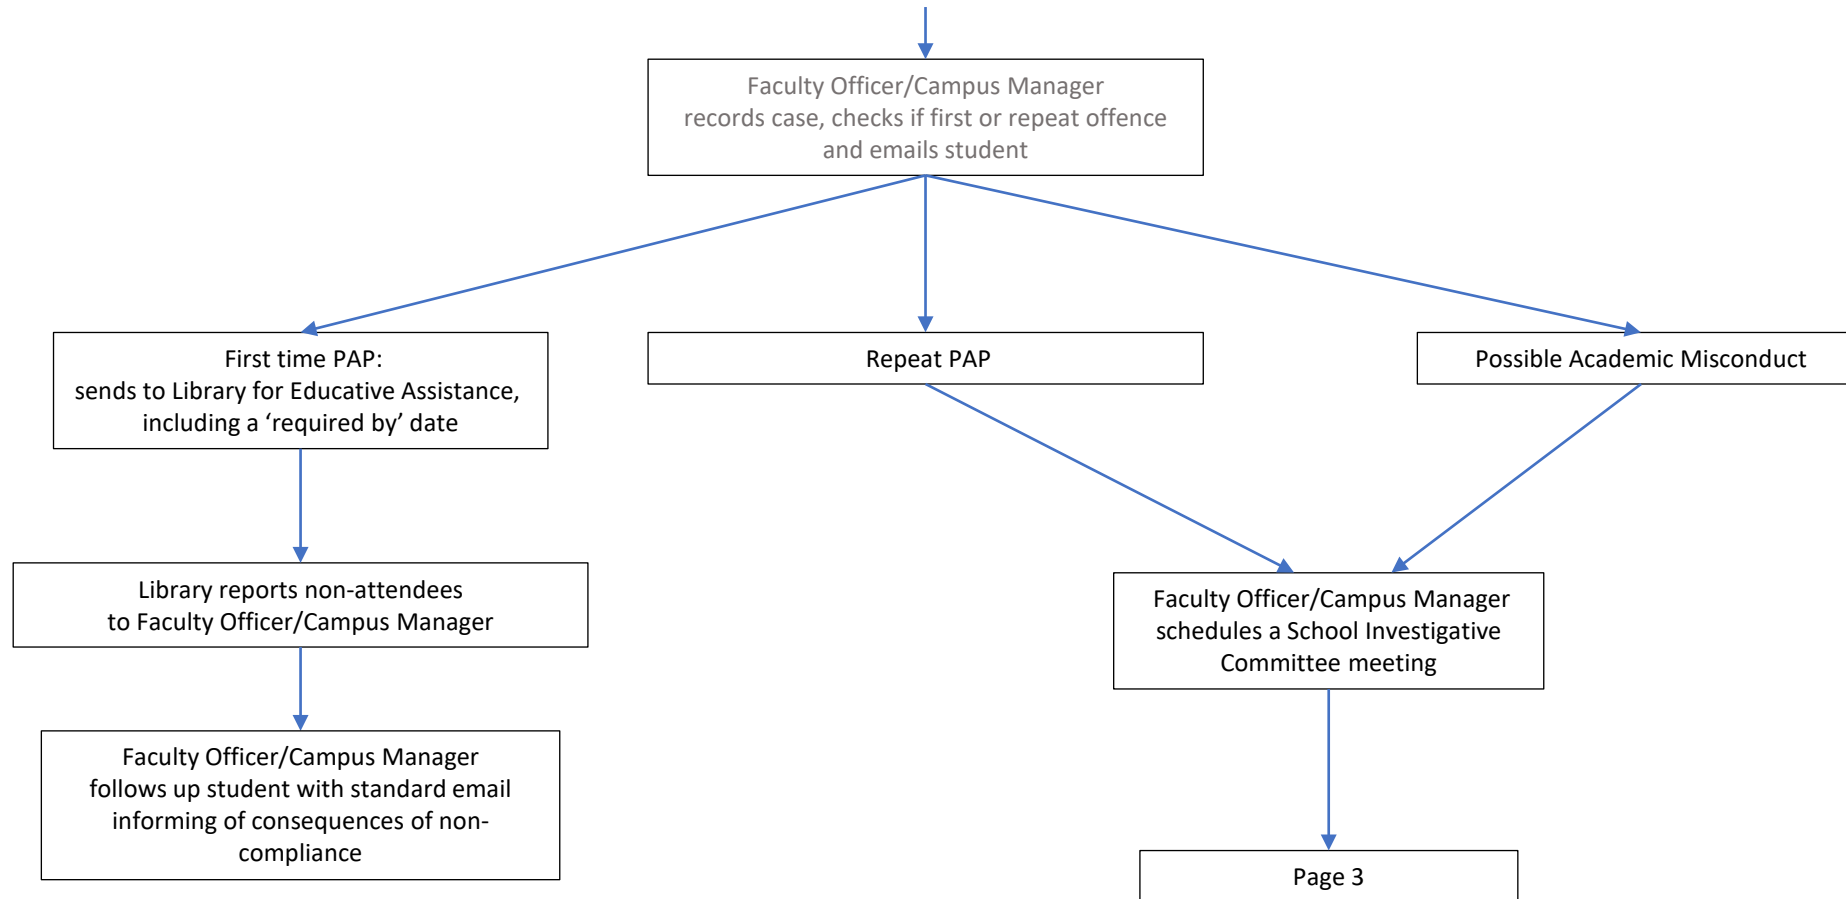 Faculty Officer/Campus Manager
records case, checks if first or repeat offence
and emails student
First time PAP:
sends to Library for Educative Assistance,
including a ‘required by’ date
Repeat PAP
Possible Academic Misconduct
Library reports non-attendees
to Faculty Officer/Campus Manager
Faculty Officer/Campus Manager
schedules a School Investigative
Committee meeting
Faculty Officer/Campus Manager
follows up student with standard email
informing of consequences of non-
compliance
Page 3